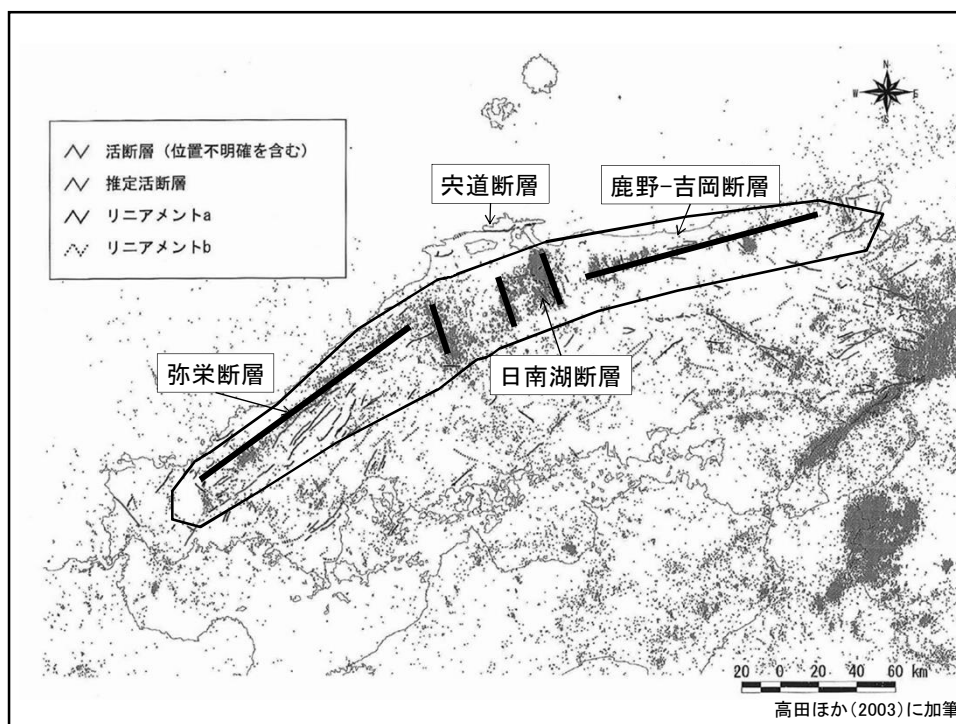 N
W E
S
活断層（位置不明確を含む）
推定活断層
リニアメントa
リニアメントb
宍道断層
鹿野-吉岡断層
弥栄断層
日南湖断層
20 0 20 40 60 km
高田ほか(2003)に加筆